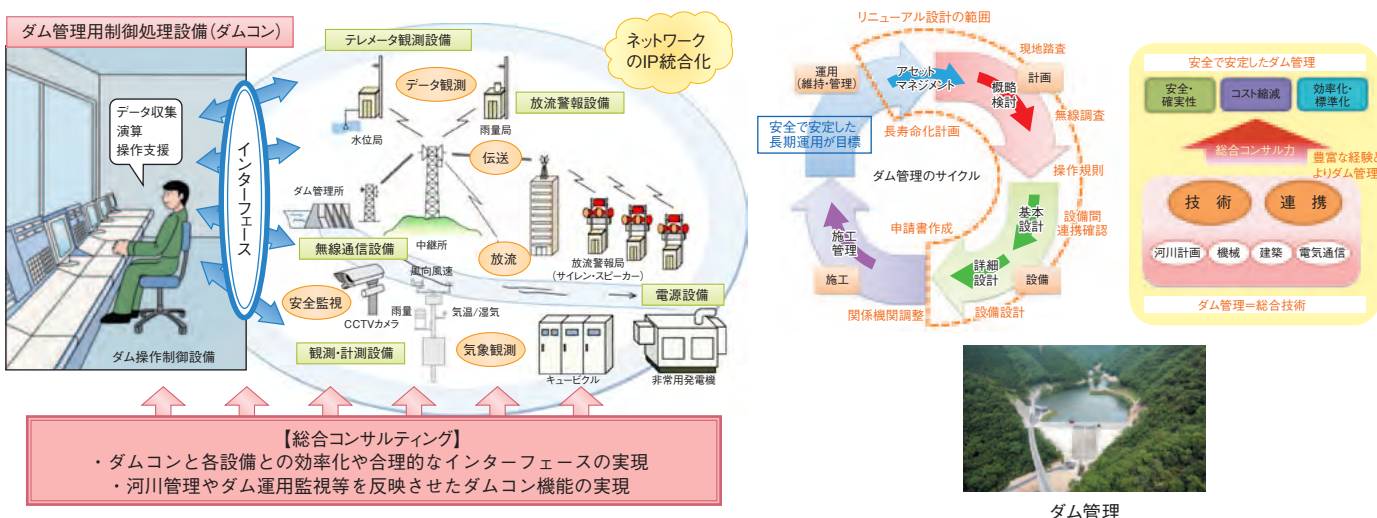 ダム管理用制御処理設備(ダムコン)
データ収集
演算
操作支援
ダム操作制御設備
インターフェース
ネットワーク
のIP統合化
テレメータ観測設備
データ観測
放流警報設備
水位局
雨量局
伝送
ダム管理所
中継所
無線通信設備
放流
放流警報局
(サイレン・スピーカー)
風向風速
電源設備
安全監視
CCTVカメラ
雨量
気温/湿気
観測・計測設備
気象観測
キュービクル
非常用発電機
【総合コンサルティング】
・ダムコンと各設備との効率化や合理的なインターフェースの実現
・河川管理やダム運用監視等を反映させたダムコン機能の実現
リニューアル設計の範囲
現地踏査
運用
(維持・管理)
アセット
マネジメント
概略
検討
計画
無線調査
安全で安定した
長期運用が目標
長寿命化計画
ダム管理のサイクル
操作規則
基本
設計
設備間
連携確認
申請書作成
施工
管理
詳細
設計
施工
設備
関係機関調整
設備設計
安全で安定したダム管理
安全・
確実性
コスト縮減
効率化・
標準化
総合コンサル力
豊富な経験と
よりダム管理
技術
連携
河川計画
機械
建築
電気通信
ダム管理=総合技術
ダム管理